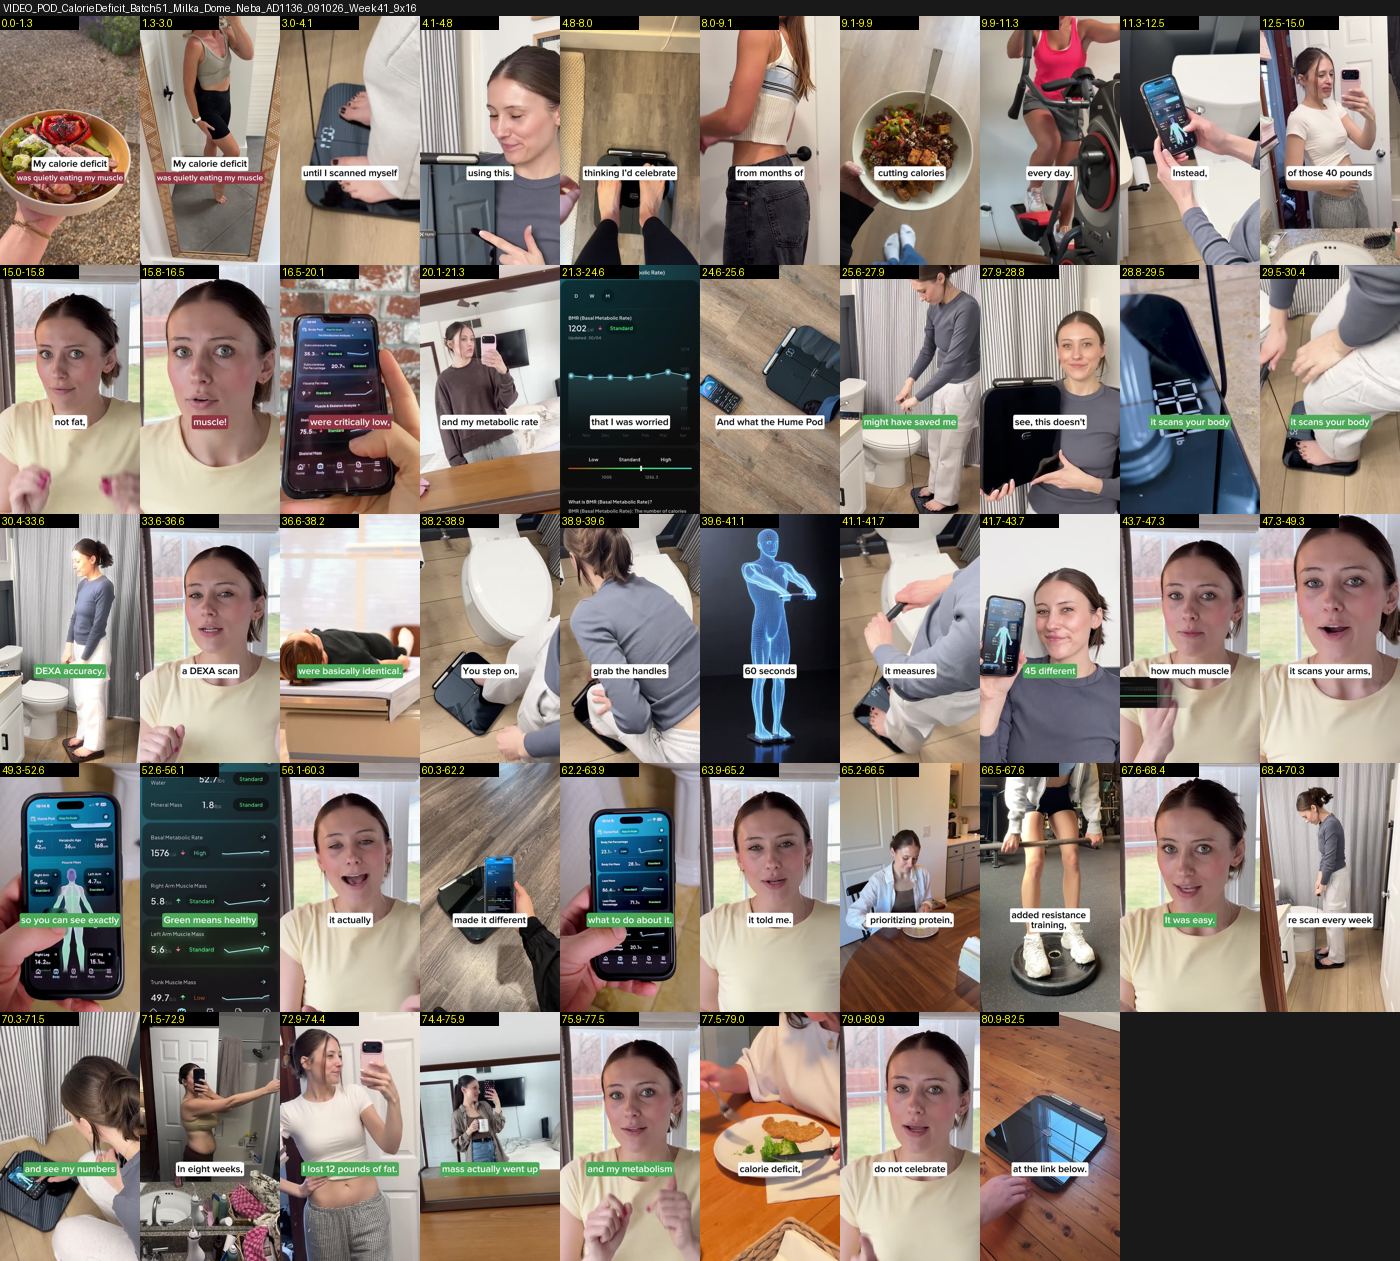 VIDEO_POD_CalorieDeficit_Batch51_Milka_Dome_Neba_AD1136_091026_Week41_9x16
0.0-1.3
My calorie deficit
was quietly eating my muscle
1.3-3.0
My calorie deficit
was quietly eating my muscle
3.0-4.1
until I scanned myself
4.1-4.8
using this.
4.8-8.0
thinking I'd celebrate
8.0-9.1
from months of
9.1-9.9
cutting calories
9.9-11.3
every day.
11.3-12.5
Instead,
12.5-15.0
of those 40 pounds
15.0-15.8
not fat,
15.8-16.5
muscle!
16.5-20.1
were critically low,
20.1-21.3
and my metabolic rate
21.3-24.6
D W M
BMR (Basal Metabolic Rate)
1202
Standard
that I was worried
Low Standard High
What is BMR (Basal Metabolic Rate)?
BMR (Basal Metabolic Rate): The number of calories
24.6-25.6
And what the Hume Pod
25.6-27.9
might have saved me
27.9-28.8
see, this doesn't
28.8-29.5
it scans your body
29.5-30.4
it scans your body
30.4-33.6
DEXA accuracy.
33.6-36.6
a DEXA scan
36.6-38.2
were basically identical.
38.2-38.9
You step on,
38.9-39.6
grab the handles
39.6-41.1
60 seconds
41.1-41.7
it measures
41.7-43.7
45 different
43.7-47.3
how much muscle
47.3-49.3
it scans your arms,
49.3-52.6
so you can see exactly
52.6-56.1
Water
52.7
Standard
Mineral Mass
1.8
Standard
Basal Metabolic Rate
1576
High
Right Arm Muscle Mass
5.8
Standard
Green means healthy
Left Arm Muscle Mass
5.6
Standard
Trunk Muscle Mass
49.7
Low
56.1-60.3
it actually
60.3-62.2
made it different
62.2-63.9
what to do about it.
63.9-65.2
it told me.
65.2-66.5
prioritizing protein,
66.5-67.6
added resistance
training,
67.6-68.4
It was easy.
68.4-70.3
re scan every week
70.3-71.5
and see my numbers
71.5-72.9
In eight weeks,
72.9-74.4
I lost 12 pounds of fat.
74.4-75.9
mass actually went up
75.9-77.5
and my metabolism
77.5-79.0
calorie deficit,
79.0-80.9
do not celebrate
80.9-82.5
at the link below.